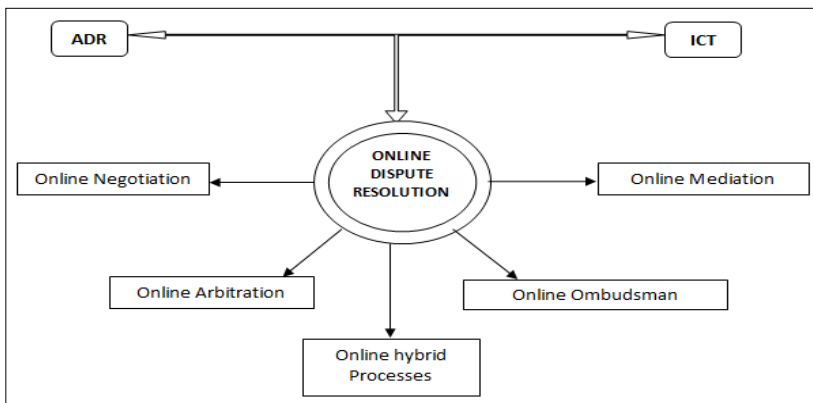 ADR
ICT
ONLINE
DISPUTE
RESOLUTION
Online Negotiation
Online Mediation
Online Arbitration
Online Ombudsman
Online hybrid
Processes